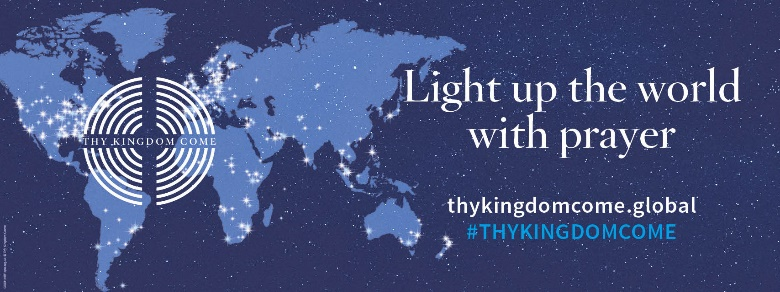 THY KINGDOM COME
Light up the world
with prayer
thykingdomcome.global
#THYKINGDOMCOME